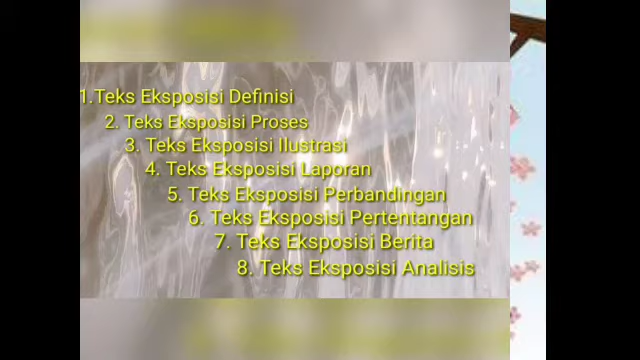 1.Teks Eksposisi Definisi
2. Teks Eksposisi Proses
3. Teks Eksposisi Ilustrasi
4. Teks Eksposisi Laporan
5. Teks Eksposisi Perbandingan
6. Teks Eksposisi Pertentangan
7. Teks Eksposisi Berita
8. Teks Eksposisi Analisis